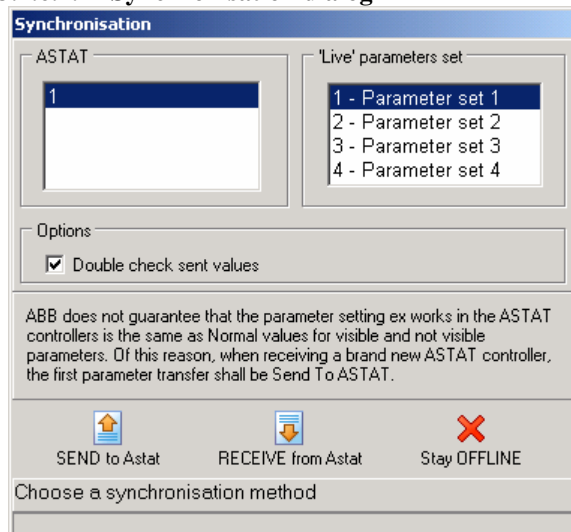 Synchronisation dialog
Synchronisation
ASTAT
1
'Live' parameters set
1 - Parameter set 1
2 - Parameter set 2
3 - Parameter set 3
4 - Parameter set 4
Options
Double check sent values
ABB does not guarantee that the parameter setting ex works in the ASTAT
controllers is the same as Normal values for visible and not visible
parameters. Of this reason, when receiving a brand new ASTAT controller,
the first parameter transfer shall be Send To ASTAT.
SEND to Astat
RECEIVE from Astat
Stay OFFLINE
Choose a synchronisation method